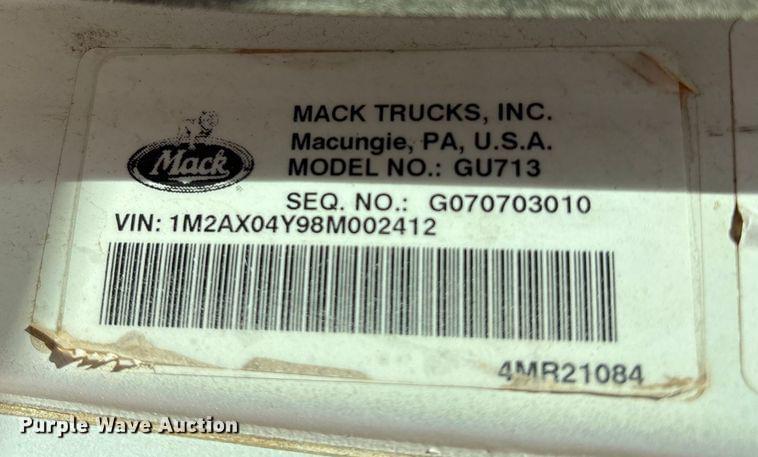 MACK TRUCKS, INC.
Macungie, PA, U.S.A.
Mack
MODEL NO.: GU713
SEQ. NO.: G070703010
VIN: 1M2AX04Y98M002412
4MR21084
Purple Wave Auction